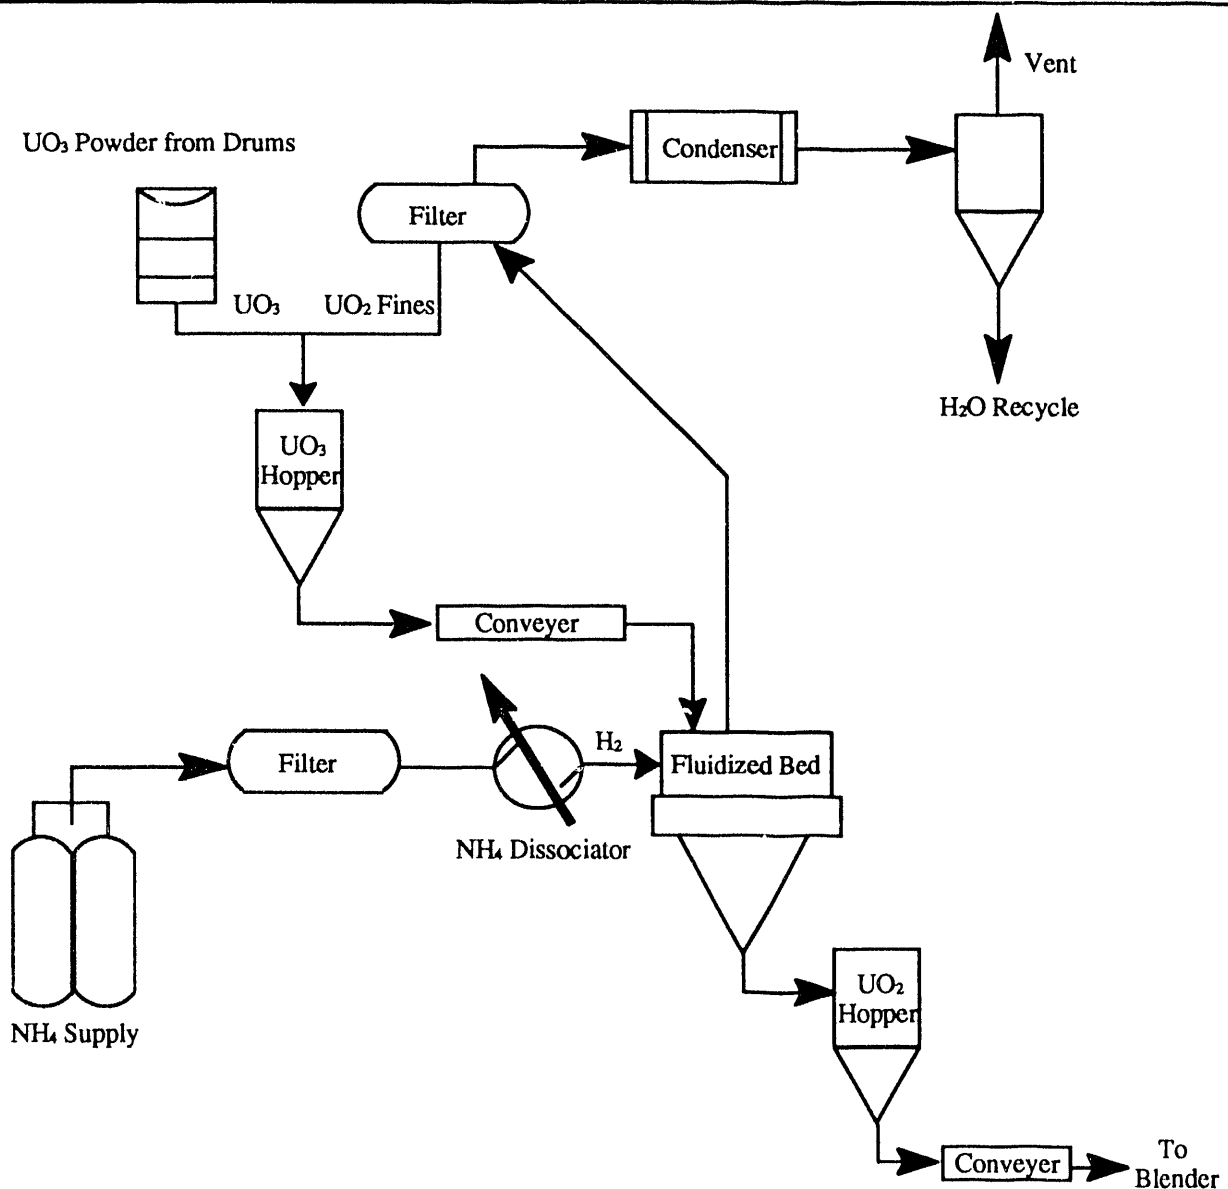 Vent
UO₃ Powder from Drums
Condenser
Filter
UO₃
UO₂ Fines
H₂O Recycle
UO₃
Hopper
Conveyer
H₂
Filter
Fluidized Bed
NH₄ Dissociator
UO₂
Hopper
NH₄ Supply
To
Conveyer
Blender